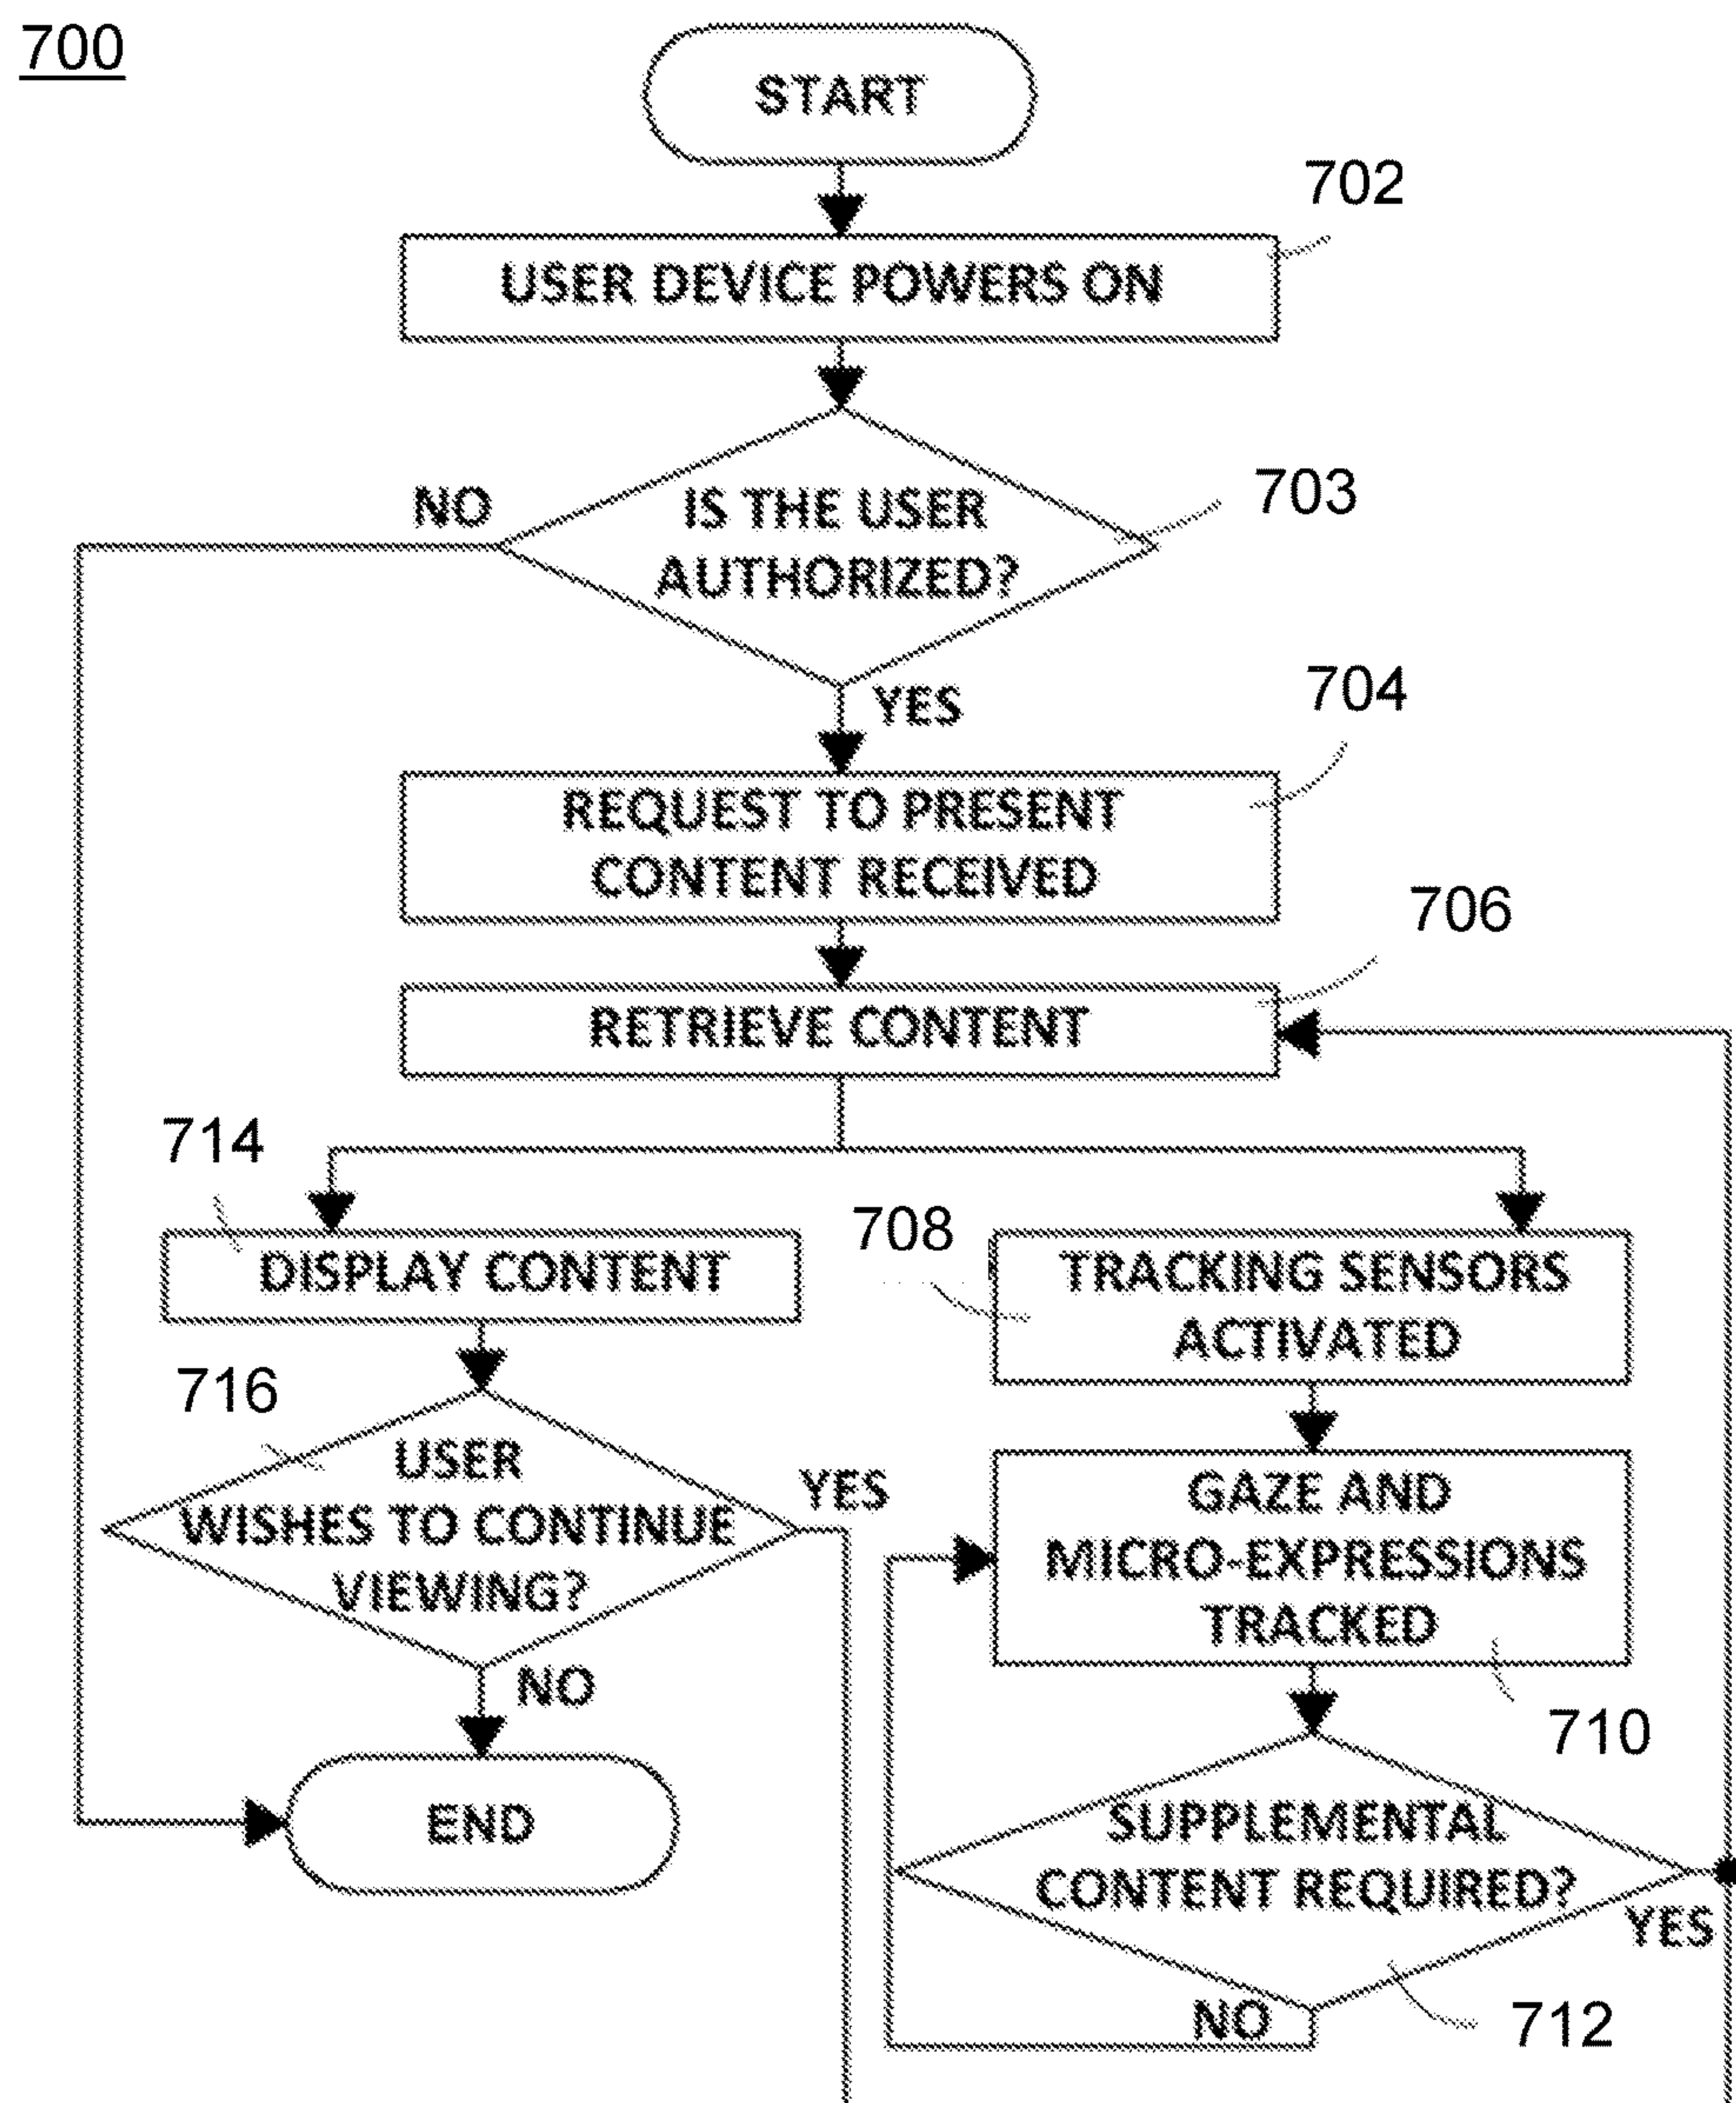 700
START
702
USER DEVICE POWERS ON
703
NO
IS THE USER
AUTHORIZED?
YES
704
REQUEST TO PRESENT
CONTENT RECEIVED
706
RETRIEVE CONTENT
714
DISPLAY CONTENT
716
USER
WISHES TO CONTINUE
VIEWING?
YES
NO
END
708
TRACKING SENSORS
ACTIVATED
GAZE AND
MICRO-EXPRESSIONS
TRACKED
710
SUPPLEMENTAL
CONTENT REQUIRED?
YES
NO
712